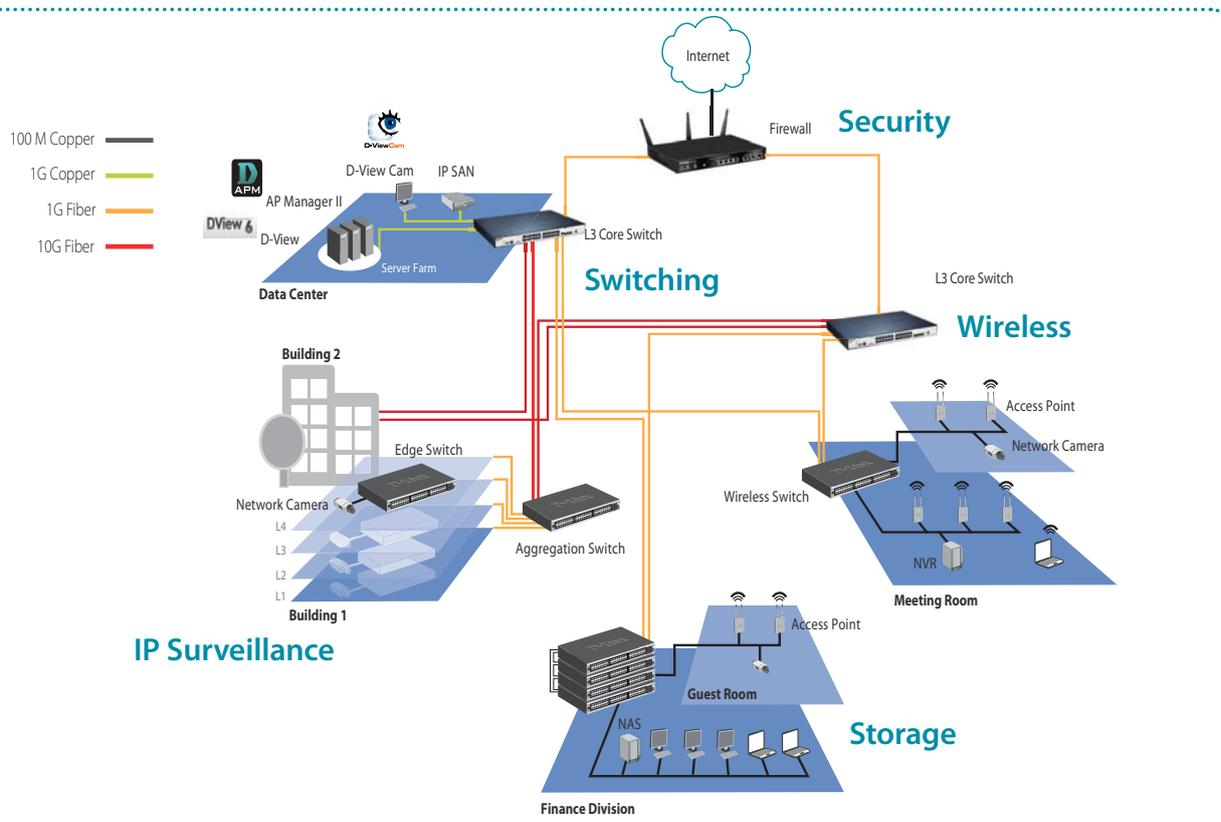 Internet
Firewall
Security
100 M Copper
1G Copper
1G Fiber
10G Fiber
D-ViewCam
D-View Cam
IP SAN
APM
AP Manager II
DView 6
D-View
Server Farm
Data Center
L3 Core Switch
Switching
L3 Core Switch
Wireless
Building 2
Edge Switch
Network Camera
L4
L3
L2
L1
Building 1
Aggregation Switch
IP Surveillance
Access Point
Network Camera
Wireless Switch
NVR
Meeting Room
Access Point
Guest Room
NAS
Storage
Finance Division